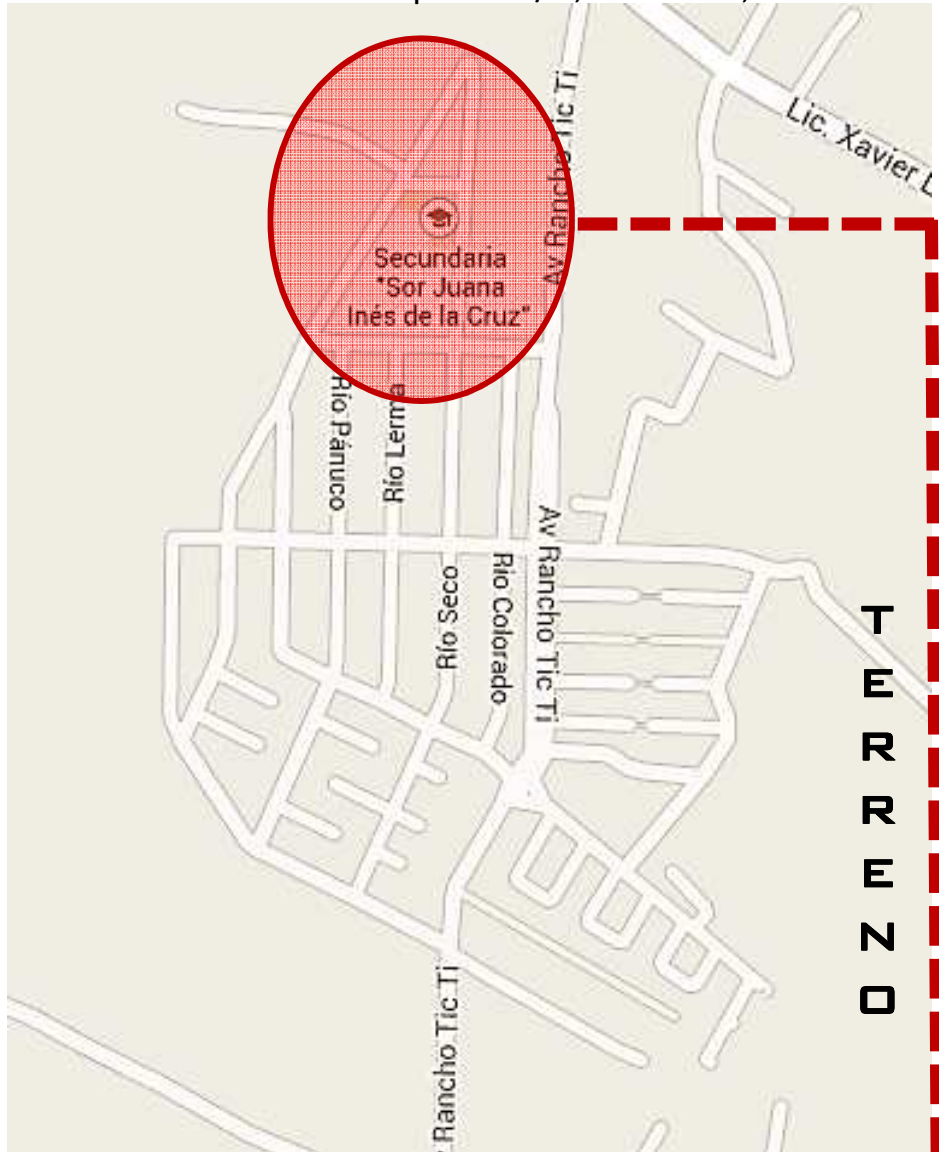 Av Rancho Tic Ti
Lic. Xavier
Secundaria
"Sor Juana
Inés de la Cruz"
Río Pánuco
Río Lerma
Av Rancho Tic Ti
Río Seco
Río Colorado
TERRENO
Rancho Tic Ti